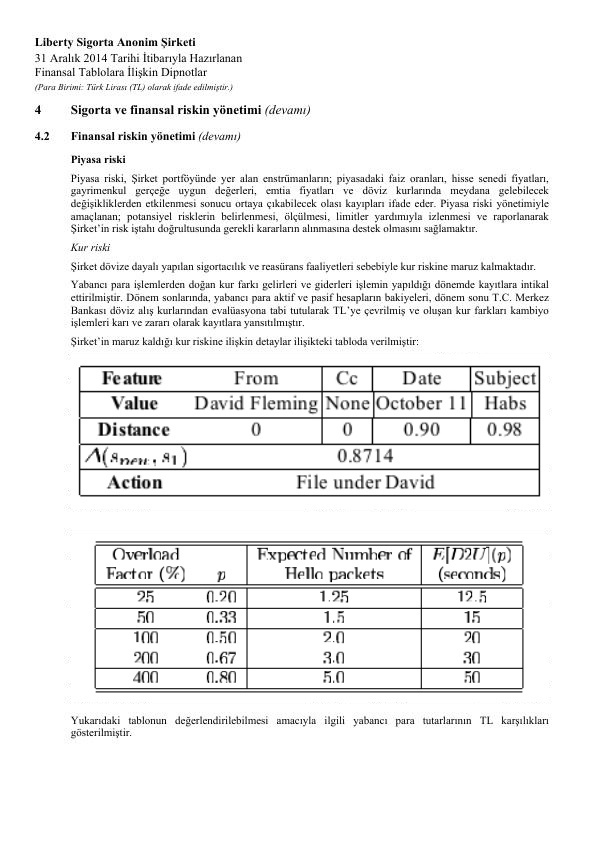 Liberty Sigorta Anonim Şirketi
31 Aralık 2014 Tarihi İtibarıyla Hazırlanan
Finansal Tablolara İlişkin Dipnotlar
(Para Birimi: Türk Lirası (TL) olarak ifade edilmiştir.)
4 Sigorta ve finansal riskin yönetimi (devamı)
4.2 Finansal riskin yönetimi (devamı)
Piyasa riski
Piyasa riski, Şirket portföyünde yer alan enstrümanların; piyasadaki faiz oranları, hisse senedi fiyatları,
gayrimenkul gerçeğe uygun değerleri, emtia fiyatları ve döviz kurlarında meydana gelebilecek
değişikliklerden etkilenmesi sonucu ortaya çıkabilecek olası kayıpları ifade eder. Piyasa riski yönetimiyle
amaçlanan; potansiyel risklerin belirlenmesi, ölçülmesi, limitler yardımıyla izlenmesi ve raporlanarak
Şirket'in risk iştahı doğrultusunda gerekli kararların alınmasına destek olmasını sağlamaktır.
Kur riski
Şirket dövize dayalı yapılan sigortacılık ve reasürans faaliyetleri sebebiyle kur riskine maruz kalmaktadır.
Yabancı para işlemlerden doğan kur farkı gelirleri ve giderleri işlemin yapıldığı dönemde kayıtlara intikal
ettirilmiştir. Dönem sonlarında, yabancı para aktif ve pasif hesapların bakiyeleri, dönem sonu T.C. Merkez
Bankası döviz alış kurlarından evalüasyona tabi tutularak TL'ye çevrilmiş ve oluşan kur farkları kambiyo
işlemleri karı ve zararı olarak kayıtlara yansıtılmıştır.
Şirket'in maruz kaldığı kur riskine ilişkin detaylar ilişikteki tabloda verilmiştir:
Feature From Cc Date Subject
Value David Fleming None October 11 Habs
Distance 0 0 0.90 0.98
Λ(s_new, s_1) 0.8714
Action File under David
Overload Expected Number of E[D2U](p)
Factor (%) p Hello packets (seconds)
25 0.20 1.25 12.5
50 0.33 1.5 15
100 0.50 2.0 20
200 0.67 3.0 30
400 0.80 5.0 50
Yukarıdaki tablonun değerlendirilebilmesi amacıyla ilgili yabancı para tutarlarının TL karşılıkları
gösterilmiştir.